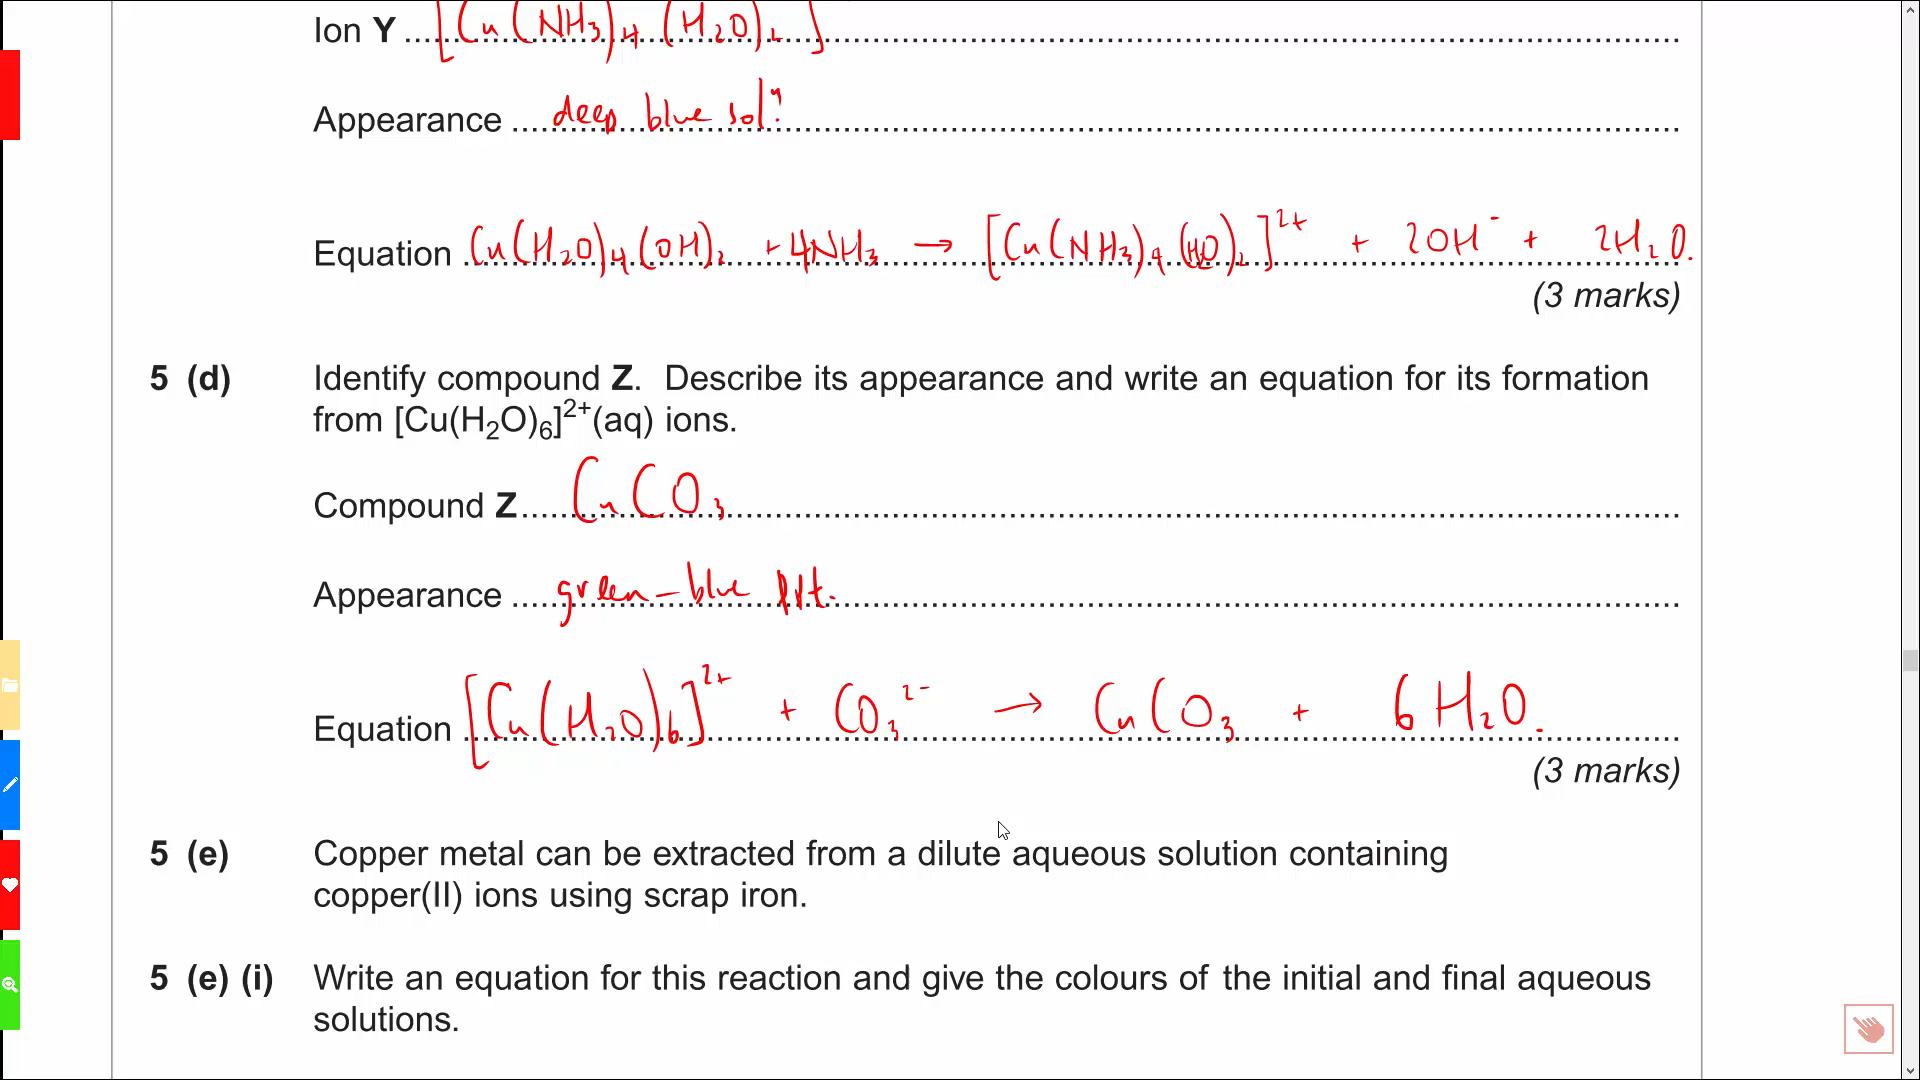 Ion Y [Cu(NH3)4(H2O)2]
Appearance deep blue solⁿ
Equation Cu(H2O)4(OH)2 + 4NH3 → [Cu(NH3)4(H2O)2]²⁺ + 2OH⁻ + 2H2O.
(3 marks)
5 (d) Identify compound Z. Describe its appearance and write an equation for its formation
from [Cu(H2O)6]²⁺(aq) ions.
Compound Z CuCO3
Appearance green-blue ppt.
Equation [Cu(H2O)6]²⁺ + CO3²⁻ → CuCO3 + 6H2O.
(3 marks)
5 (e) Copper metal can be extracted from a dilute aqueous solution containing
copper(II) ions using scrap iron.
5 (e) (i) Write an equation for this reaction and give the colours of the initial and final aqueous
solutions.